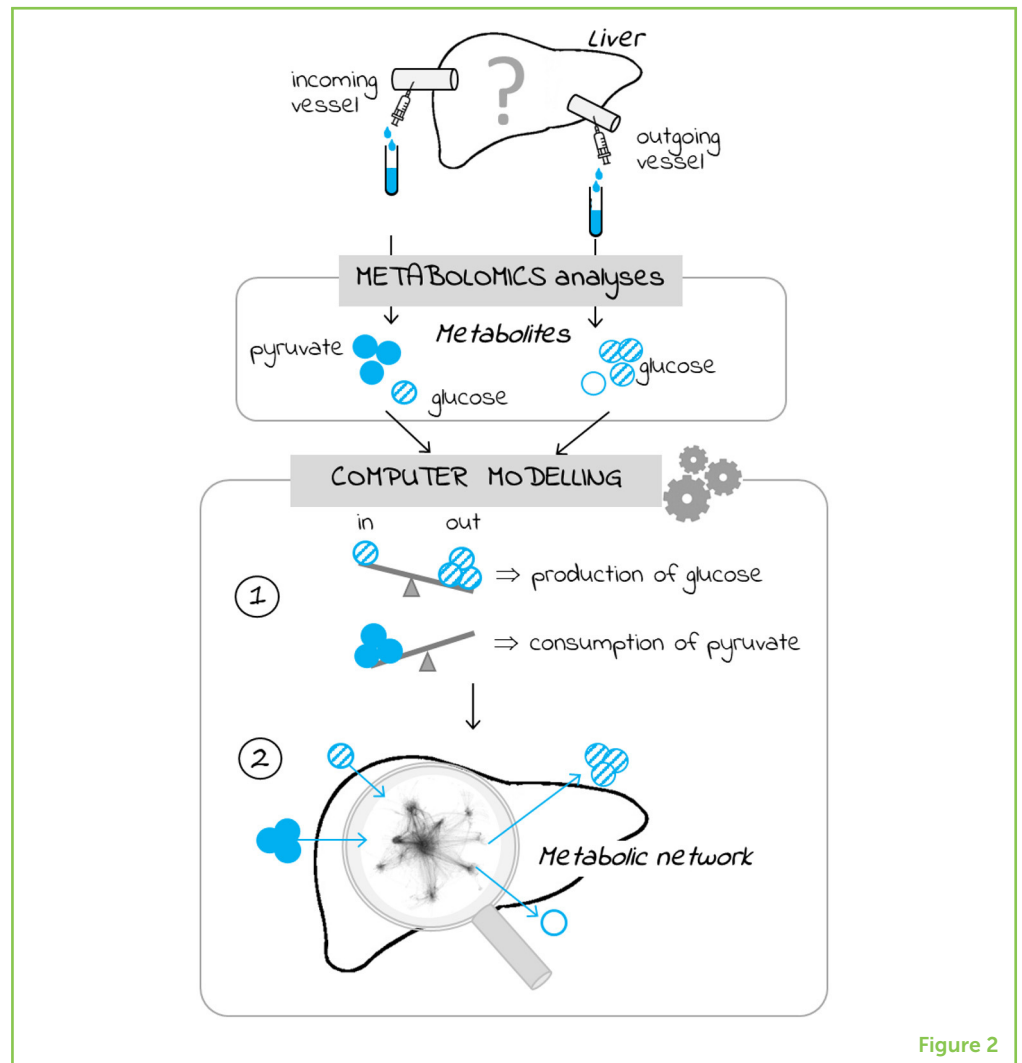 Liver
?
incoming
vessel
outgoing
vessel
METABOLOMICS analyses
Metabolites
pyruvate
glucose
glucose
COMPUTER MODELLING
in
out
1
⇒ production of glucose
⇒ consumption of pyruvate
2
Metabolic network
Figure 2